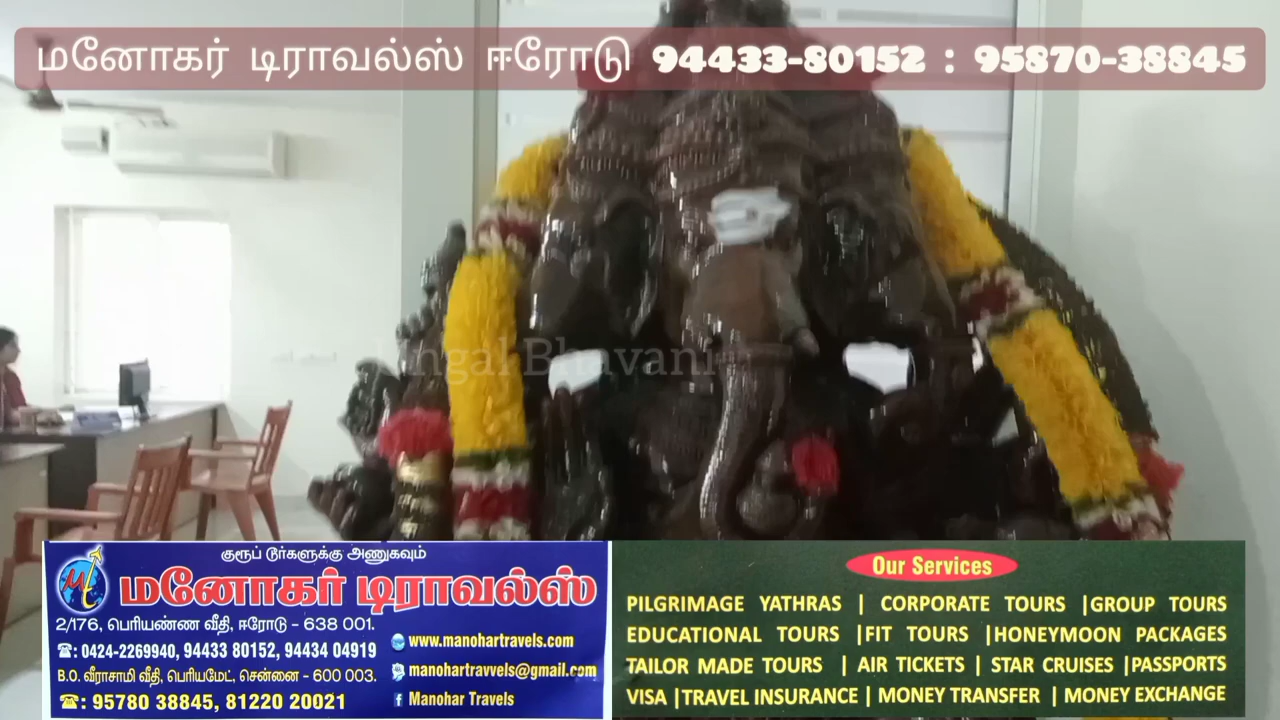 மனோகர் டிராவல்ஸ் ஈரோடு 94433-80152 : 95870-38845
ngal Bhavani
குரூப் டூர்களுக்கு அணுகவும்
மனோகர் டிராவல்ஸ்
2/176, பெரியண்ண வீதி, ஈரோடு - 638 001.
☎: 0424-2269940, 94433 80152, 94434 04919
B.O. வீராசாமி வீதி, பெரியமேட், சென்னை - 600 003.
☎: 95780 38845, 81220 20021
www.manohartravels.com
manohartravvels@gmail.com
Manohar Travels
Our Services
PILGRIMAGE YATHRAS | CORPORATE TOURS |GROUP TOURS
EDUCATIONAL TOURS |FIT TOURS |HONEYMOON PACKAGES
TAILOR MADE TOURS | AIR TICKETS | STAR CRUISES |PASSPORTS
VISA |TRAVEL INSURANCE | MONEY TRANSFER | MONEY EXCHANGE